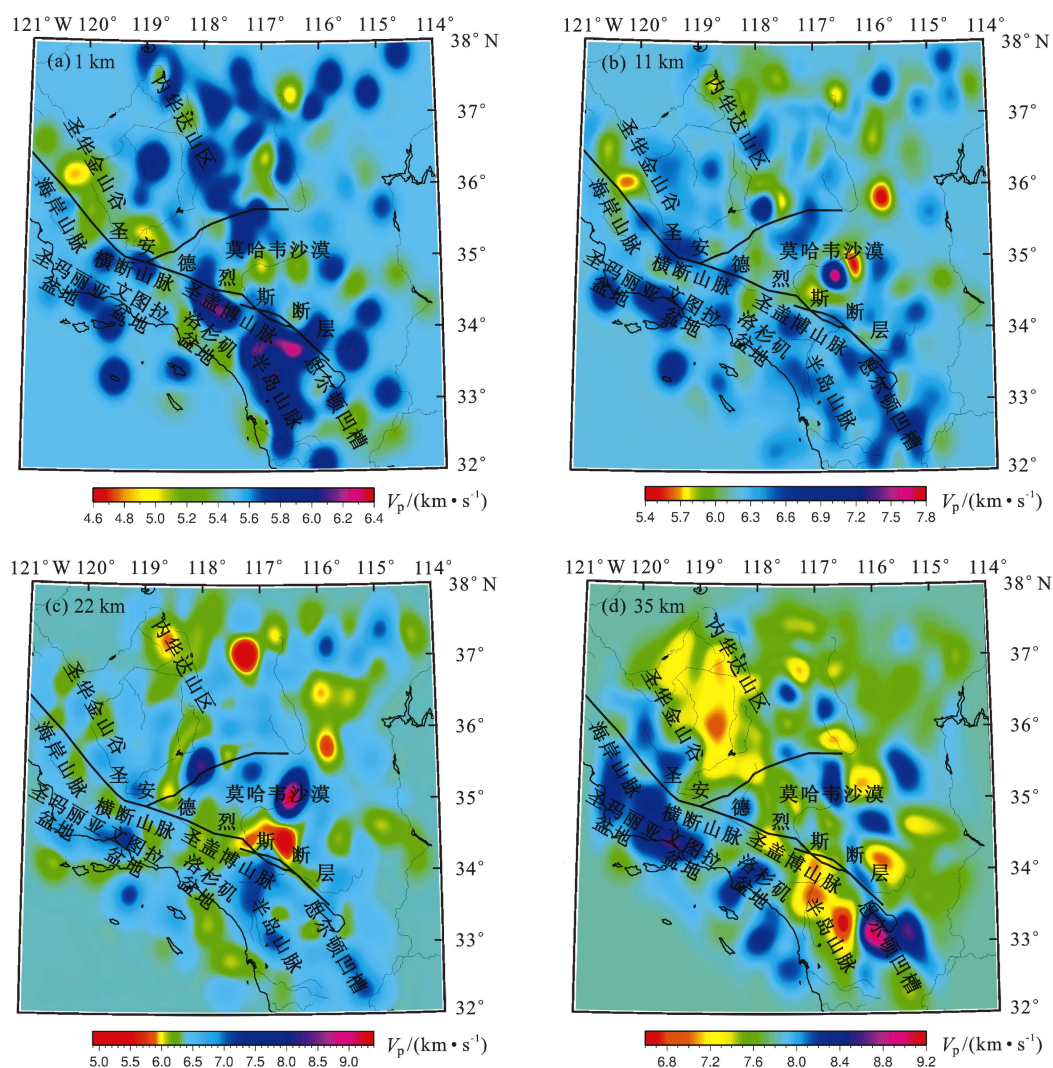 121° W 120° 119° 118° 117° 116° 115° 114°
38° N
(a) 1 km
37°
36°
35°
34°
33°
32°
内华达山区
圣华金山谷
海岸山脉
圣安德烈斯断层
莫哈韦沙漠
横断山脉
圣玛丽亚盆地
文图拉盆地
圣盖博山脉
洛杉矶盆地
半岛山脉
恩尔顿凹槽
4.6 4.8 5.0 5.2 5.4 5.6 5.8 6.0 6.2 6.4
Vp/(km·s⁻¹)
121° W 120° 119° 118° 117° 116° 115° 114°
38° N
(b) 11 km
37°
36°
35°
34°
33°
32°
内华达山区
圣华金山谷
海岸山脉
圣安德烈斯断层
莫哈韦沙漠
横断山脉
圣玛丽亚盆地
文图拉盆地
圣盖博山脉
洛杉矶盆地
半岛山脉
恩尔顿凹槽
5.4 5.7 6.0 6.3 6.6 6.9 7.2 7.5 7.8
Vp/(km·s⁻¹)
121° W 120° 119° 118° 117° 116° 115° 114°
38° N
(c) 22 km
37°
36°
35°
34°
33°
32°
内华达山区
圣华金山谷
海岸山脉
圣安德烈斯断层
莫哈韦沙漠
横断山脉
圣玛丽亚盆地
文图拉盆地
圣盖博山脉
洛杉矶盆地
半岛山脉
恩尔顿凹槽
5.0 5.5 6.0 6.5 7.0 7.5 8.0 8.5 9.0
Vp/(km·s⁻¹)
121° W 120° 119° 118° 117° 116° 115° 114°
38° N
(d) 35 km
37°
36°
35°
34°
33°
32°
内华达山区
圣华金山谷
海岸山脉
圣安德烈斯断层
莫哈韦沙漠
横断山脉
圣玛丽亚盆地
文图拉盆地
圣盖博山脉
洛杉矶盆地
半岛山脉
恩尔顿凹槽
6.8 7.2 7.6 8.0 8.4 8.8 9.2
Vp/(km·s⁻¹)